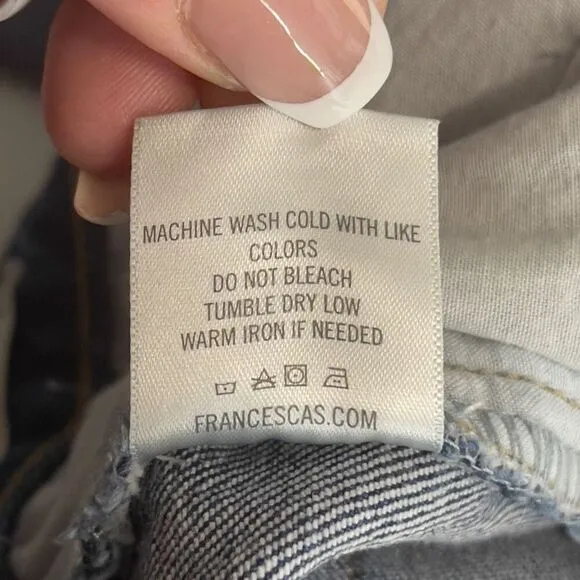 MACHINE WASH COLD WITH LIKE
COLORS
DO NOT BLEACH
TUMBLE DRY LOW
WARM IRON IF NEEDED
FRANCESCAS.COM